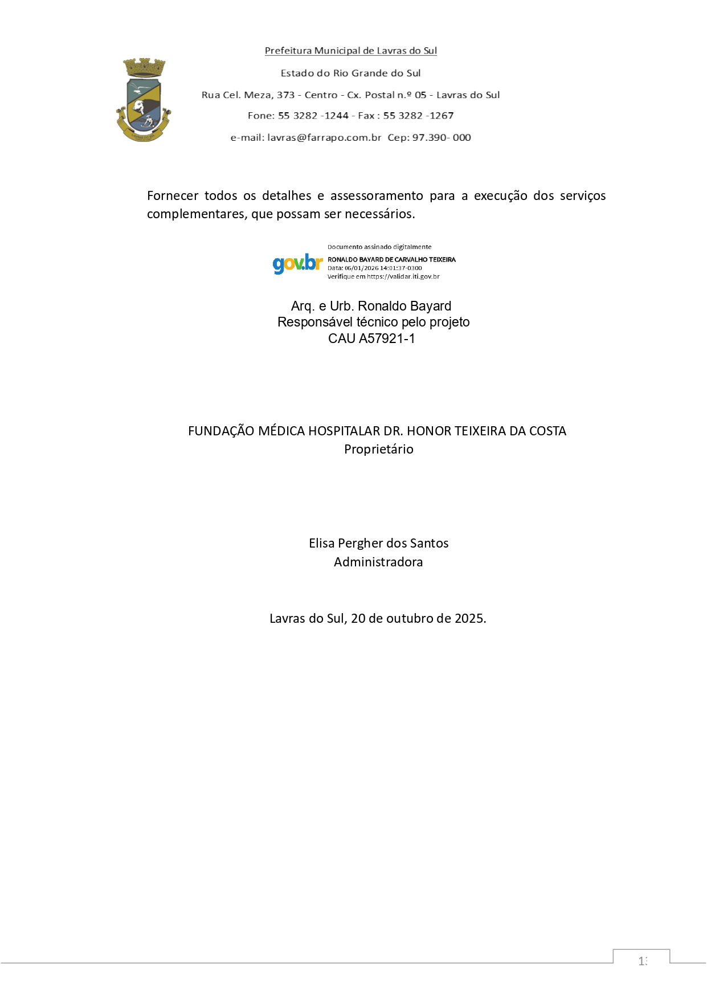 Prefeitura Municipal de Lavras do Sul
Estado do Rio Grande do Sul
Rua Cel. Meza, 373 - Centro - Cx. Postal n.º 05 - Lavras do Sul
Fone: 55 3282 -1244 - Fax : 55 3282 -1267
e-mail: lavras@farrapo.com.br Cep: 97.390- 000
LAVRAS DO SUL
Fornecer todos os detalhes e assessoramento para a execução dos serviços
complementares, que possam ser necessários.
gov.br
Documento assinado digitalmente
RONALDO BAYARD DE CARVALHO TEIXEIRA
Data: 06/01/2026 14:01:37-0300
Verifique em https://validar.iti.gov.br
Arq. e Urb. Ronaldo Bayard
Responsável técnico pelo projeto
CAU A57921-1
FUNDAÇÃO MÉDICA HOSPITALAR DR. HONOR TEIXEIRA DA COSTA
Proprietário
Elisa Pergher dos Santos
Administradora
Lavras do Sul, 20 de outubro de 2025.